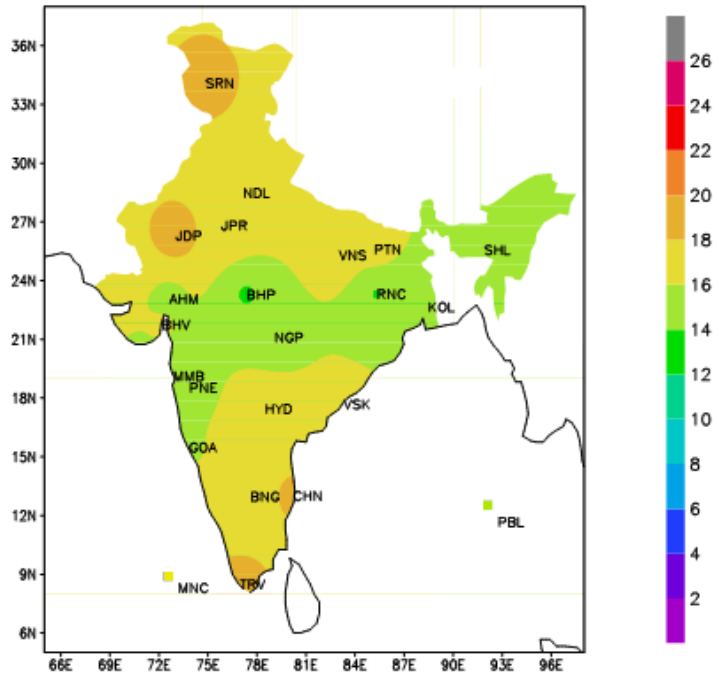 36N
33N
30N
27N
24N
21N
18N
15N
12N
9N
6N
66E 69E 72E 75E 78E 81E 84E 87E 90E 93E 96E
SRN
NDL
JDP JPR
VNS PTN
SHL
AHM BHP RNC
KOL
BHV
NGP
MMB
PNE
HYD VSK
GOA
BNG CHN
PBL
MNC TRV
26
24
22
20
18
16
14
12
10
8
6
4
2